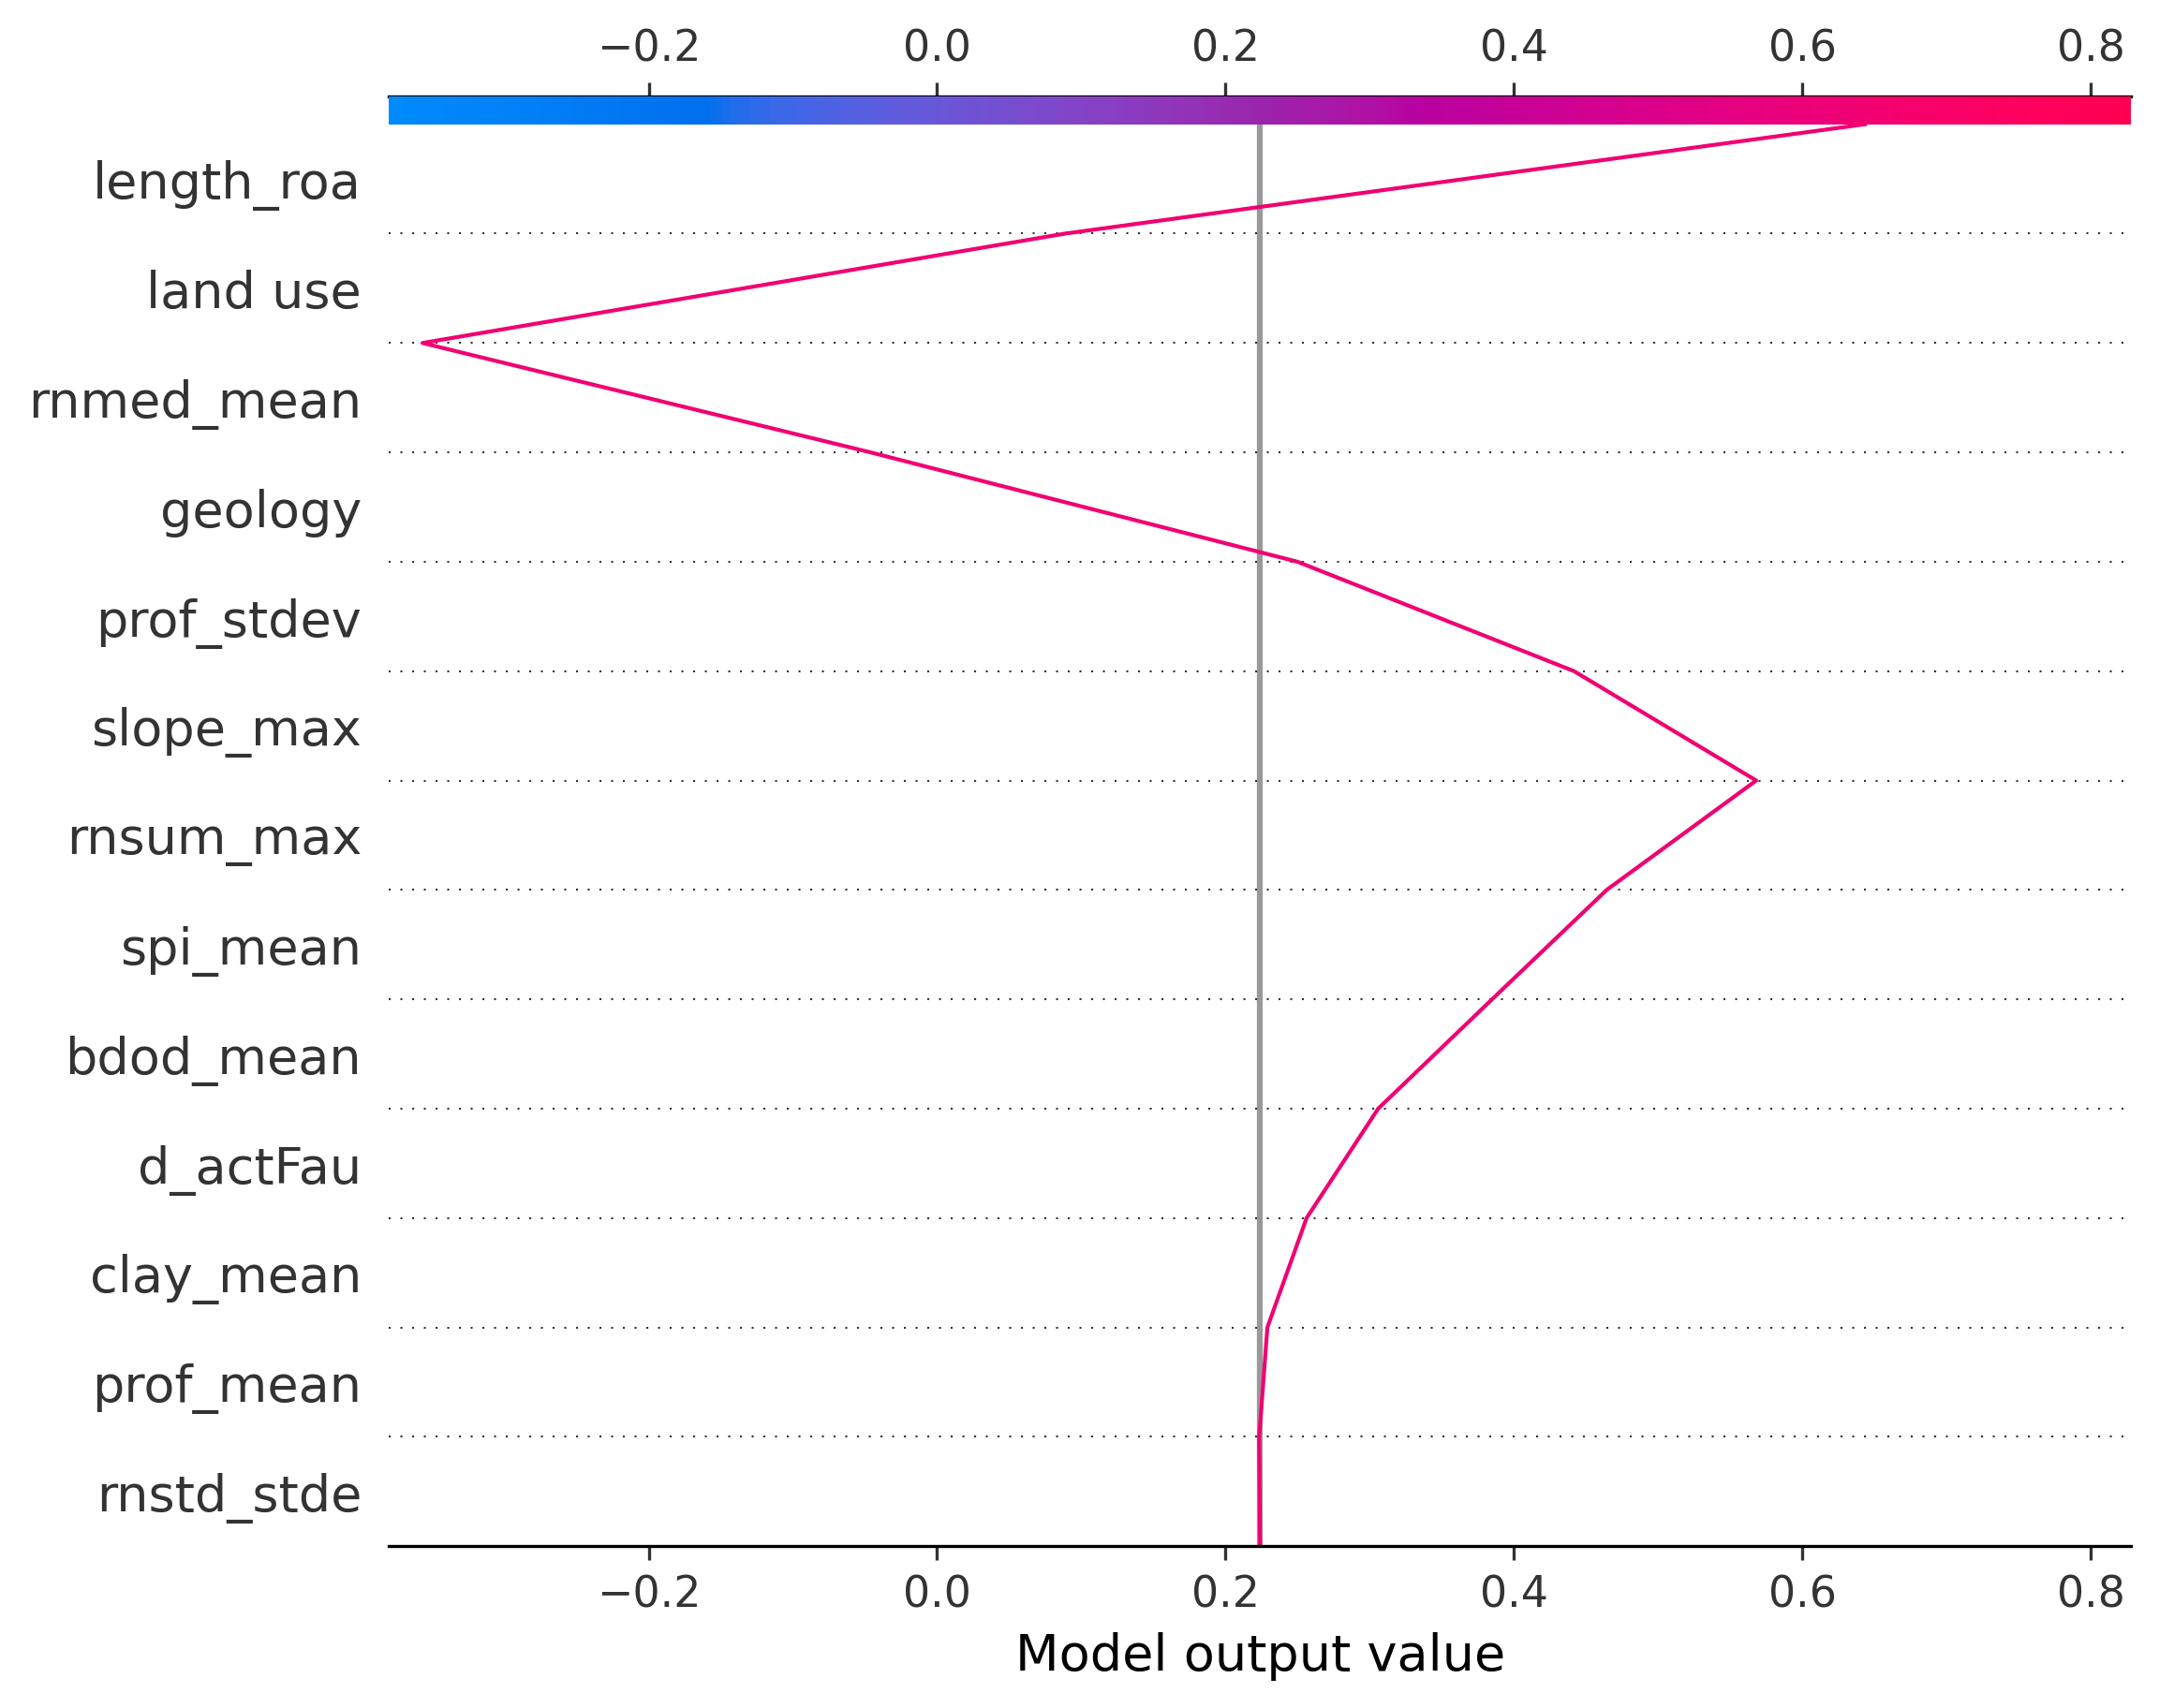 −0.2 0.0 0.2 0.4 0.6 0.8
length_roa
land use
rnmed_mean
geology
prof_stdev
slope_max
rnsum_max
spi_mean
bdod_mean
d_actFau
clay_mean
prof_mean
rnstd_stde
−0.2 0.0 0.2 0.4 0.6 0.8
Model output value